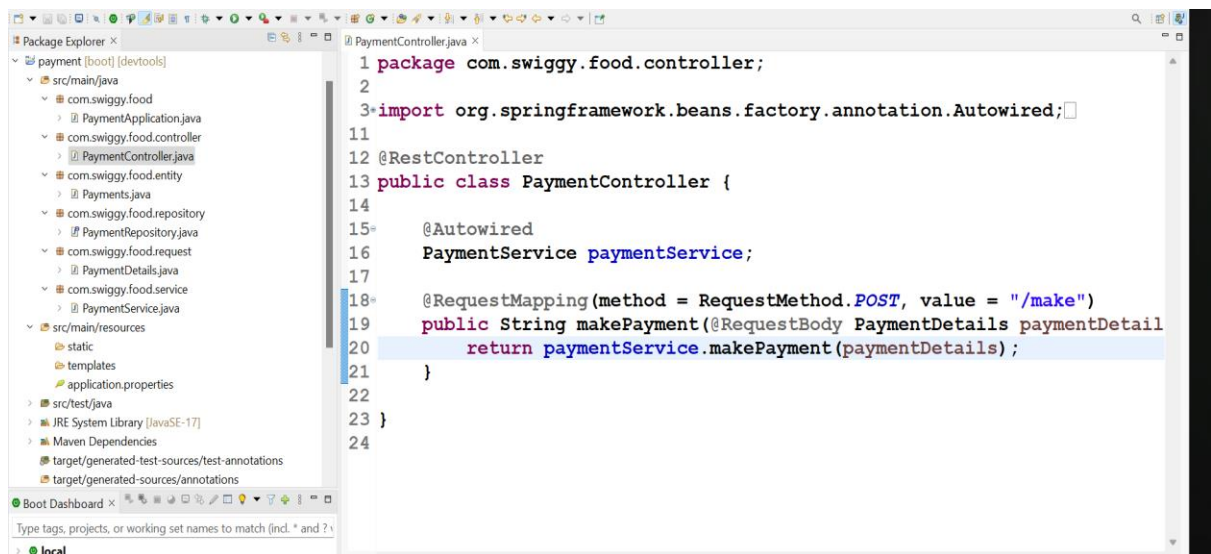 Package Explorer ×
payment [boot] [devtools]
src/main/java
com.swiggy.food
PaymentApplication.java
com.swiggy.food.controller
PaymentController.java
com.swiggy.food.entity
Payments.java
com.swiggy.food.repository
PaymentRepository.java
com.swiggy.food.request
PaymentDetails.java
com.swiggy.food.service
PaymentService.java
src/main/resources
static
templates
application.properties
src/test/java
JRE System Library [JavaSE-17]
Maven Dependencies
target/generated-test-sources/test-annotations
target/generated-sources/annotations
Boot Dashboard ×
Type tags, projects, or working set names to match (incl. * and ?
local
PaymentController.java ×
1 package com.swiggy.food.controller;
2
3 import org.springframework.beans.factory.annotation.Autowired;
11
12 @RestController
13 public class PaymentController {
14
15 @Autowired
16 PaymentService paymentService;
17
18 @RequestMapping(method = RequestMethod.POST, value = "/make")
19 public String makePayment(@RequestBody PaymentDetails paymentDetail
20 return paymentService.makePayment(paymentDetails);
21 }
22
23 }
24